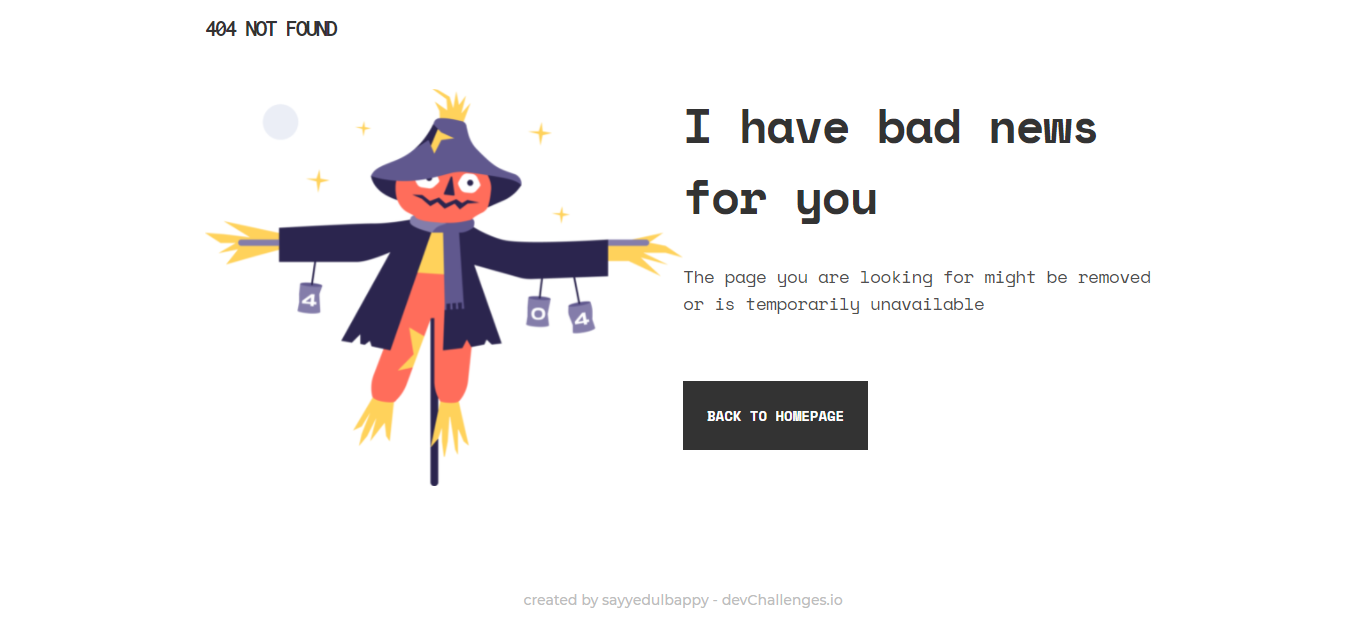 404 NOT FOUND
I have bad news
for you
The page you are looking for might be removed
or is temporarily unavailable
4
0
4
BACK TO HOMEPAGE
created by sayyedulbappy - devChallenges.io